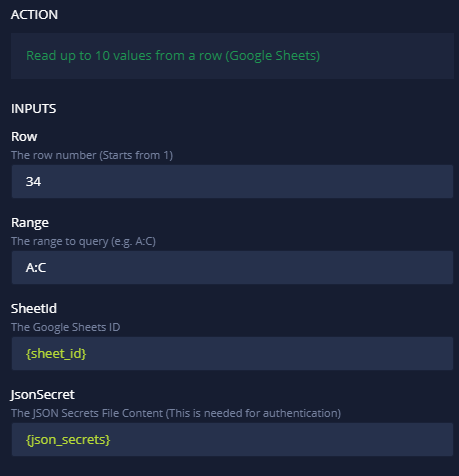 ACTION
Read up to 10 values from a row (Google Sheets)
INPUTS
Row
The row number (Starts from 1)
34
Range
The range to query (e.g. A:C)
A:C
SheetId
The Google Sheets ID
{sheet_id}
JsonSecret
The JSON Secrets File Content (This is needed for authentication)
{json_secrets}